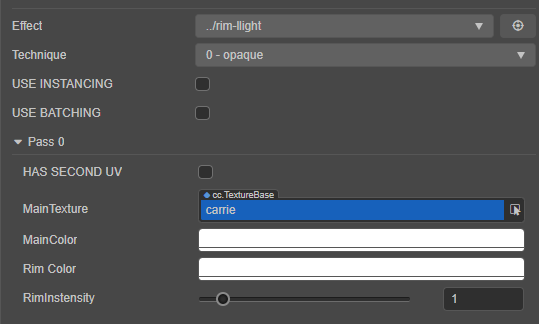 Effect ../rim-llight
Technique 0 - opaque
USE INSTANCING
USE BATCHING
Pass 0
HAS SECOND UV
cc.TextureBase
MainTexture carrie
MainColor
Rim Color
RimInstensity 1